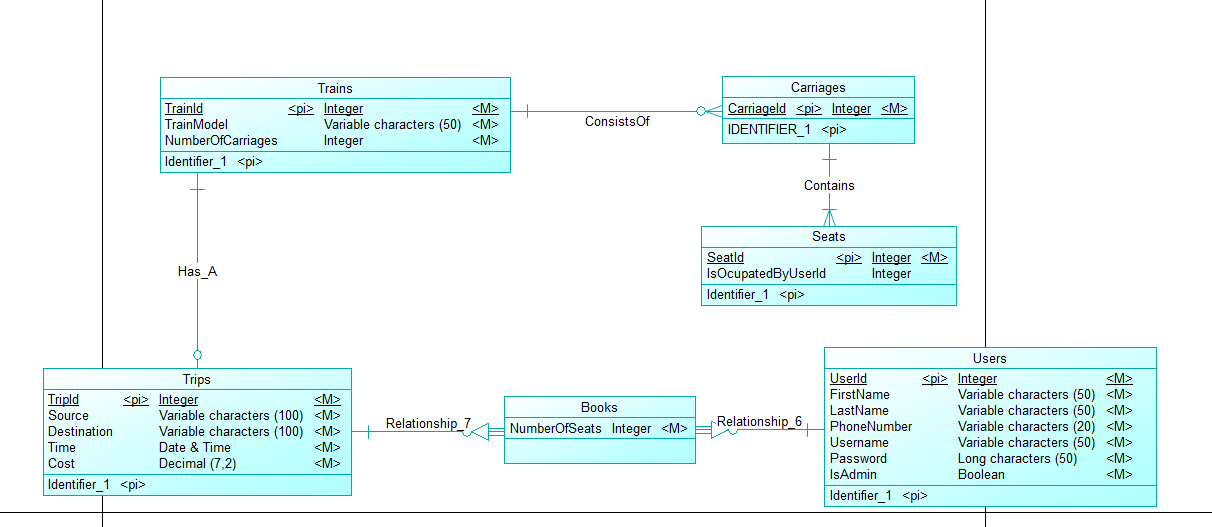 Trains
TrainId <pi> Integer <M>
TrainModel Variable characters (50) <M>
NumberOfCarriages Integer <M>
Identifier_1 <pi>
ConsistsOf
Carriages
CarriageId <pi> Integer <M>
IDENTIFIER_1 <pi>
Contains
Seats
SeatId <pi> Integer <M>
IsOcupatedByUserId Integer
Identifier_1 <pi>
Has_A
Trips
TripId <pi> Integer <M>
Source Variable characters (100) <M>
Destination Variable characters (100) <M>
Time Date & Time <M>
Cost Decimal (7,2) <M>
Identifier_1 <pi>
Relationship_7
Books
NumberOfSeats Integer <M>
Relationship_6
Users
UserId <pi> Integer <M>
FirstName Variable characters (50) <M>
LastName Variable characters (50) <M>
PhoneNumber Variable characters (20) <M>
Username Variable characters (50) <M>
Password Long characters (50) <M>
IsAdmin Boolean <M>
Identifier_1 <pi>